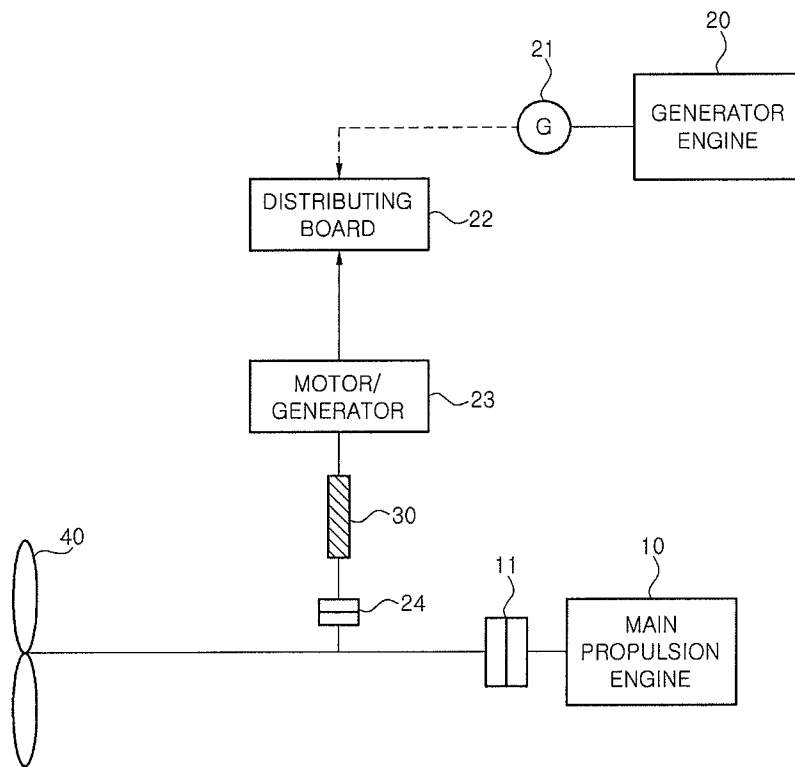 20
21
GENERATOR
ENGINE
G
DISTRIBUTING
BOARD
22
MOTOR/
GENERATOR
23
30
40
24
11
10
MAIN
PROPULSION
ENGINE